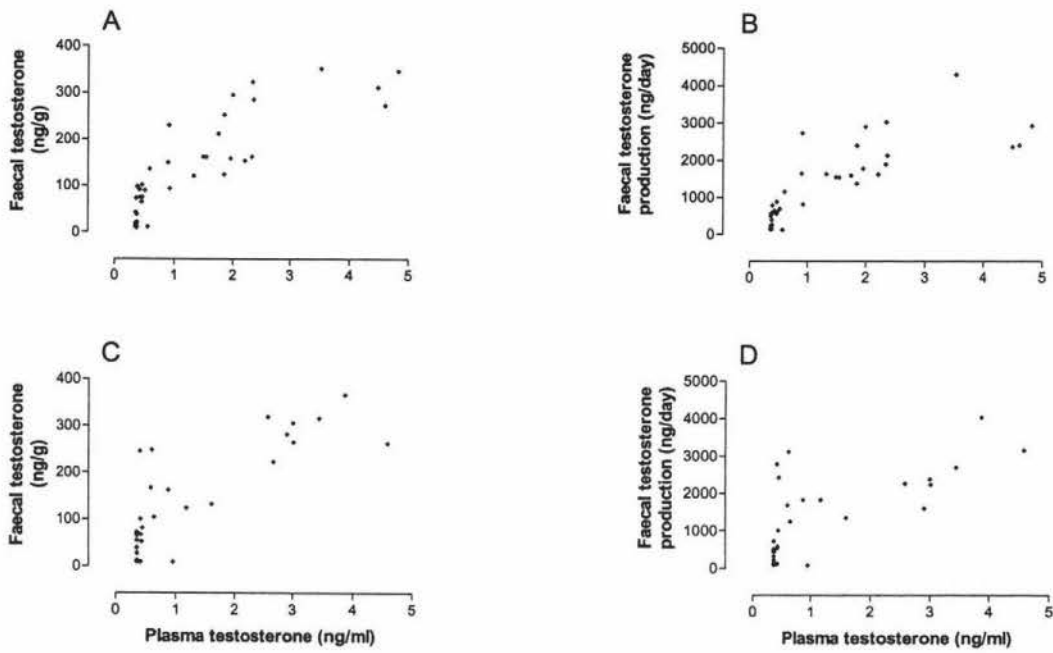 A
Faecal testosterone
(ng/g)
400
300
200
100
0
0 1 2 3 4 5
B
Faecal testosterone
production (ng/day)
5000
4000
3000
2000
1000
0
0 1 2 3 4 5
C
Faecal testosterone
(ng/g)
400
300
200
100
0
0 1 2 3 4 5
Plasma testosterone (ng/ml)
D
Faecal testosterone
production (ng/day)
5000
4000
3000
2000
1000
0
0 1 2 3 4 5
Plasma testosterone (ng/ml)